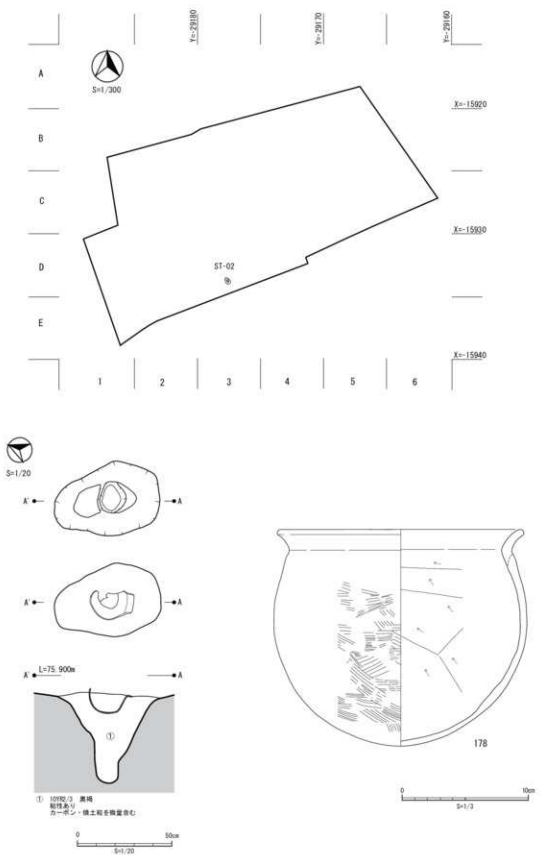 Y=-29180
Y=-29170
Y=-29160
A
S=1/300
X=-15920
B
C
X=-15930
D
ST-02
E
X=-15940
1 2 3 4 5 6
S=1/20
A' A
A' A
L=75.900m
A' A
①
① 10YR2/3 黒褐
粘性あり
カーボン・焼土粒を微量含む
0 50cm
S=1/20
178
0 10cm
S=1/3